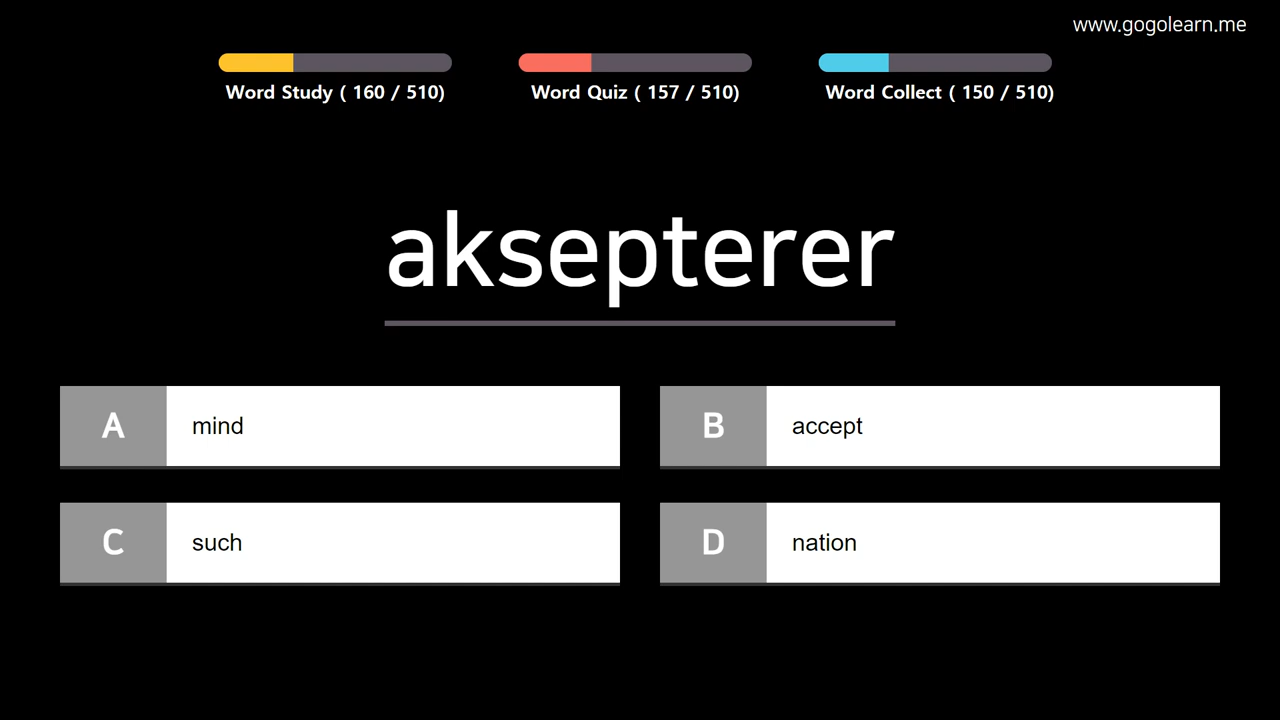 www.gogolearn.me
Word Study ( 160 / 510)
Word Quiz ( 157 / 510)
Word Collect ( 150 / 510)
aksepterer
A mind
B accept
C such
D nation